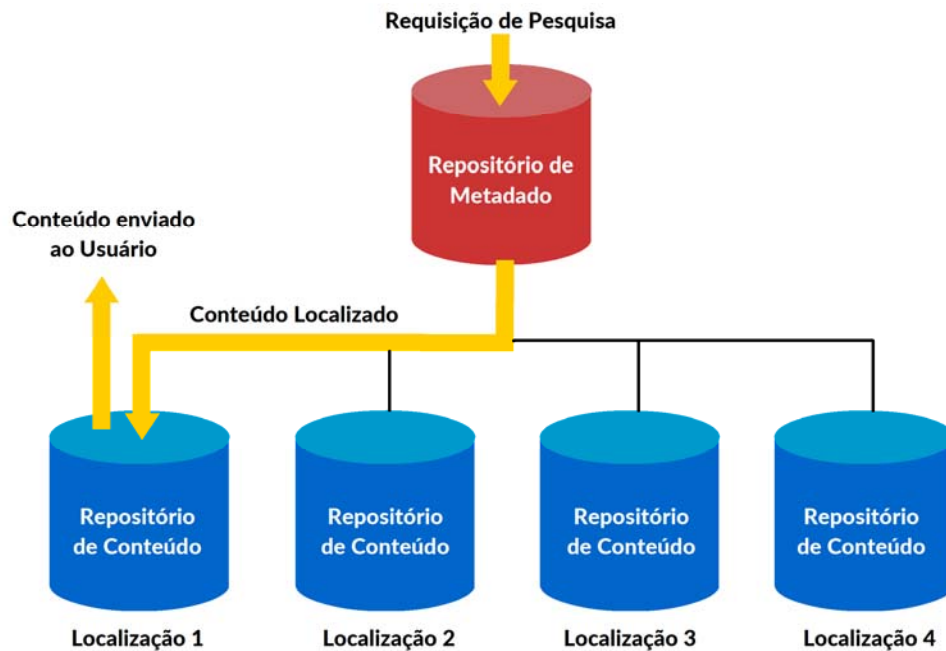 Requisição de Pesquisa
Repositório de
Metadado
Conteúdo enviado
ao Usuário
Conteúdo Localizado
Repositório
de Conteúdo
Repositório
de Conteúdo
Repositório
de Conteúdo
Repositório
de Conteúdo
Localização 1
Localização 2
Localização 3
Localização 4